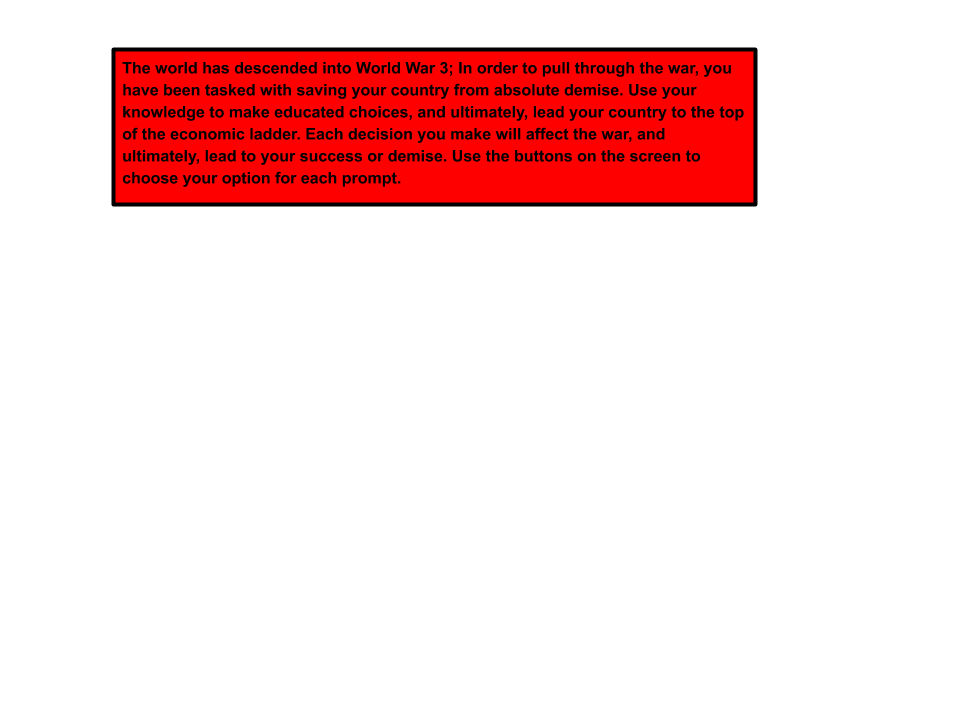 The world has descended into World War 3; In order to pull through the war, you
have been tasked with saving your country from absolute demise. Use your
knowledge to make educated choices, and ultimately, lead your country to the top
of the economic ladder. Each decision you make will affect the war, and
ultimately, lead to your success or demise. Use the buttons on the screen to
choose your option for each prompt.